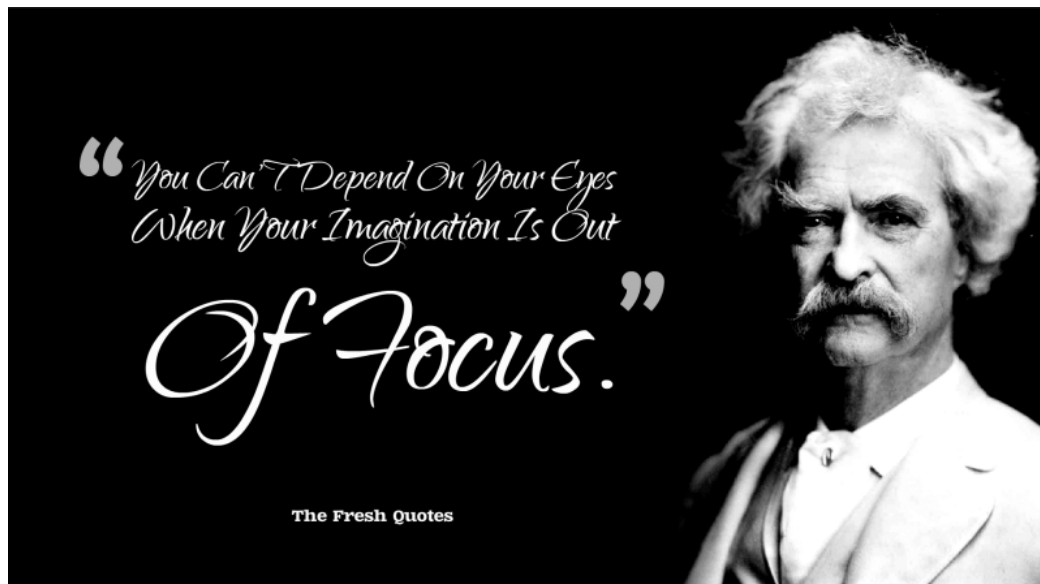 “You Can’T Depend On Your Eyes
When Your Imagination Is Out
Of Focus.”
The Fresh Quotes